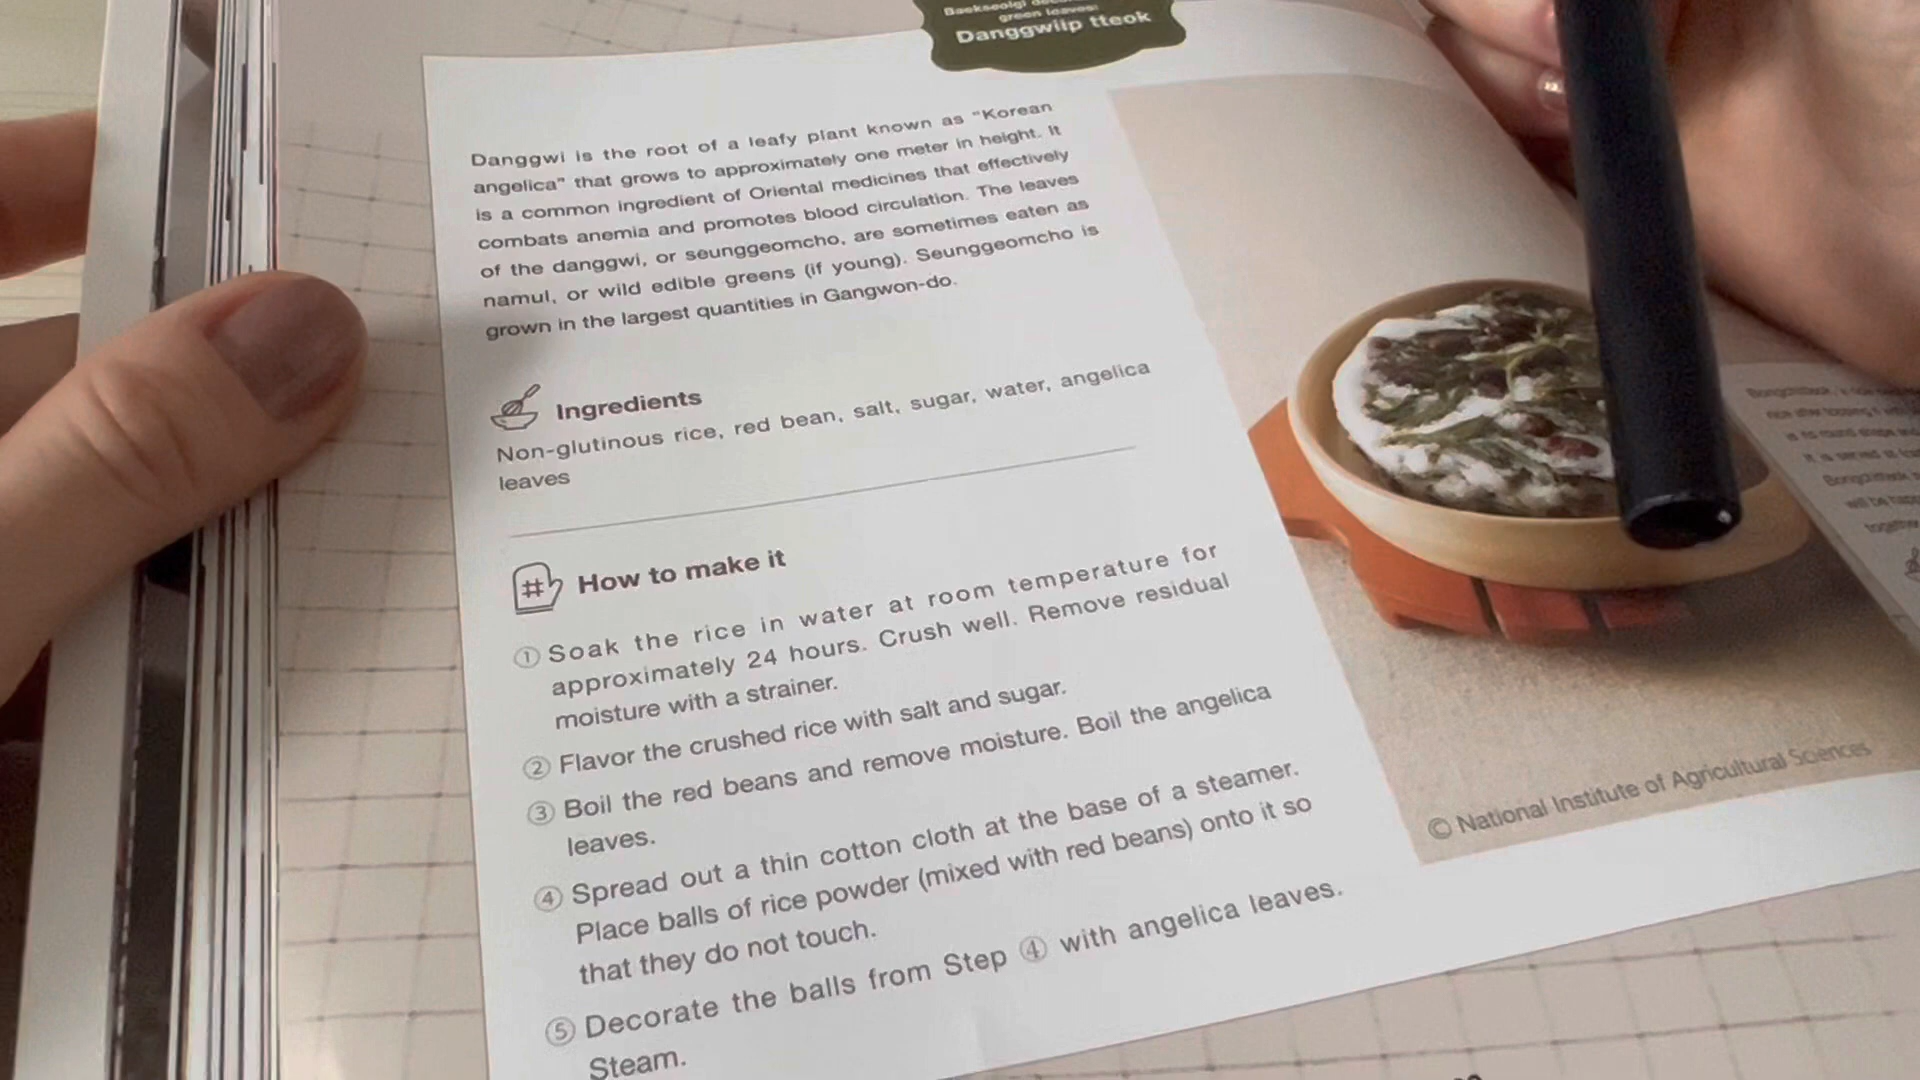 green leaves:
Danggwiip tteok
Danggwi is the root of a leafy plant known as "Korean
angelica" that grows to approximately one meter in height. It
is a common ingredient of Oriental medicines that effectively
combats anemia and promotes blood circulation. The leaves
of the danggwi, or seunggeomcho, are sometimes eaten as
namul, or wild edible greens (if young). Seunggeomcho is
grown in the largest quantities in Gangwon-do.
Ingredients
Non-glutinous rice, red bean, salt, sugar, water, angelica
leaves
# How to make it
① Soak the rice in water at room temperature for
approximately 24 hours. Crush well. Remove residual
moisture with a strainer.
② Flavor the crushed rice with salt and sugar.
③ Boil the red beans and remove moisture. Boil the angelica
leaves.
④ Spread out a thin cotton cloth at the base of a steamer.
Place balls of rice powder (mixed with red beans) onto it so
that they do not touch.
⑤ Decorate the balls from Step ④ with angelica leaves.
Steam.
© National Institute of Agricultural Sciences